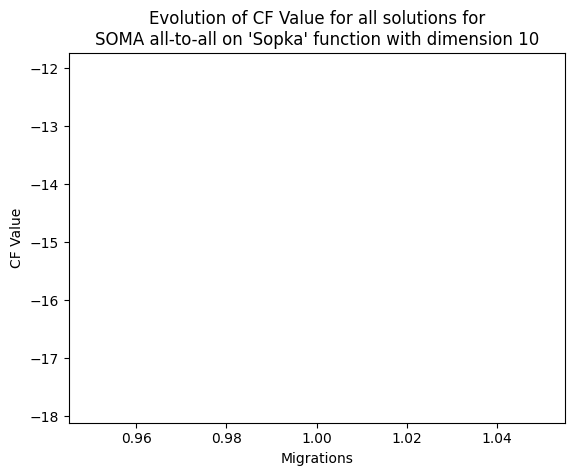 Evolution of CF Value for all solutions for
SOMA all-to-all on 'Sopka' function with dimension 10
−12
−13
−14
−15
−16
−17
−18
CF Value
0.96 0.98 1.00 1.02 1.04
Migrations